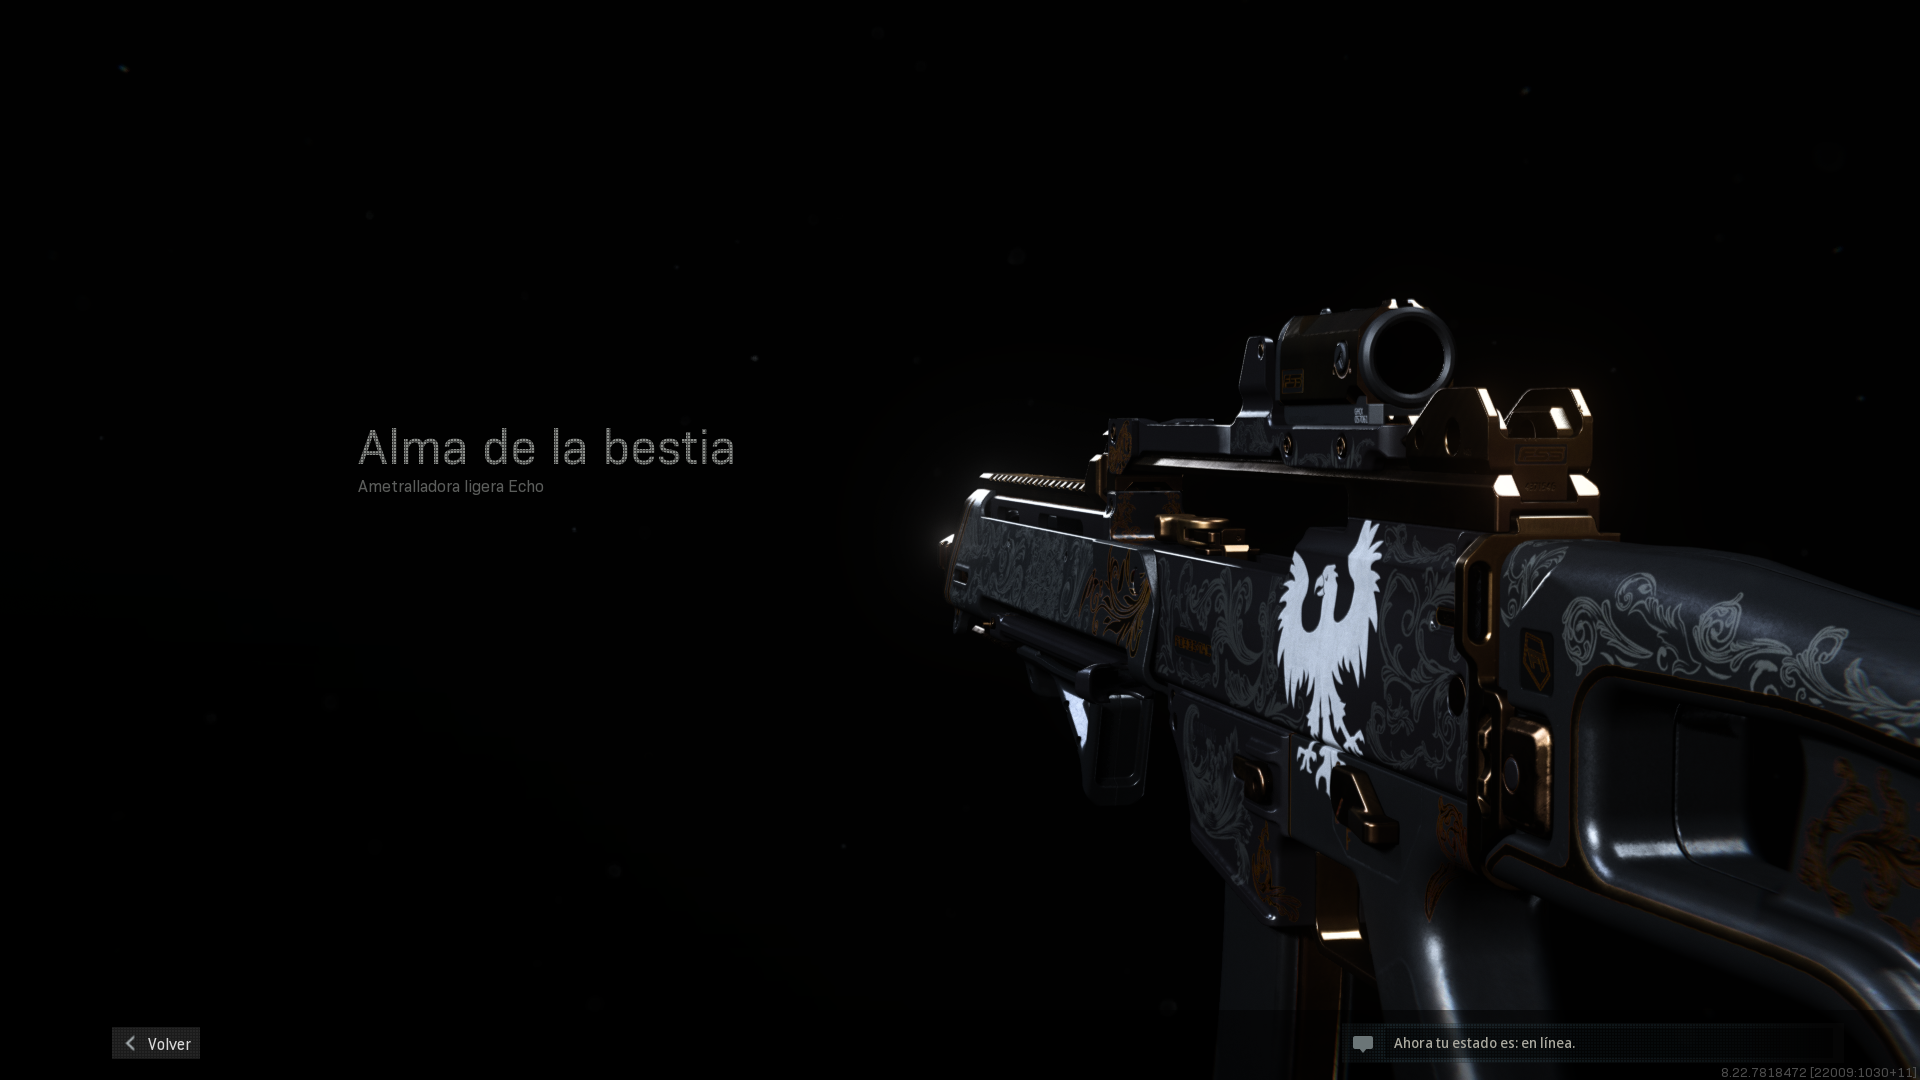 Alma de la bestia
Ametralladora ligera Echo
Volver
Ahora tu estado es: en línea.
8.22.7818472 [22009:1030+11]